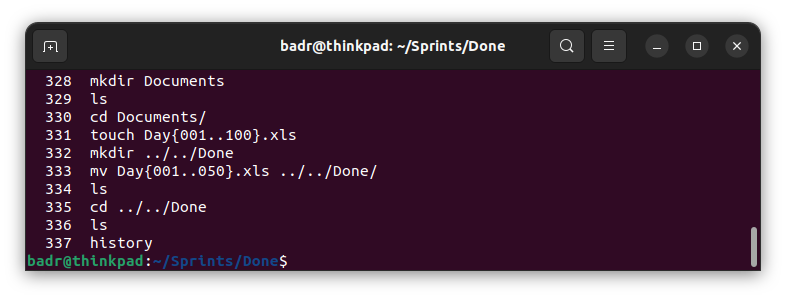 badr@thinkpad: ~/Sprints/Done
328 mkdir Documents
329 ls
330 cd Documents/
331 touch Day{001..100}.xls
332 mkdir ../../Done
333 mv Day{001..050}.xls ../../Done/
334 ls
335 cd ../../Done
336 ls
337 history
badr@thinkpad:~/Sprints/Done$